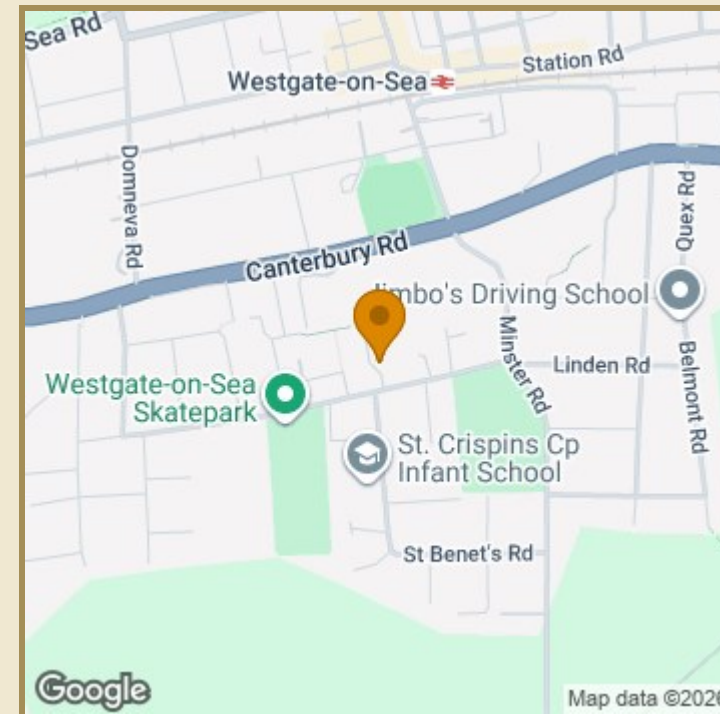 Sea Rd
Station Rd
Westgate-on-Sea
Domneva Rd
Quex Rd
Canterbury Rd
Jimbo's Driving School
Minster Rd
Linden Rd
Belmont Rd
Westgate-on-Sea
Skatepark
St. Crispins Cp
Infant School
St Benet's Rd
Google
Map data ©2026